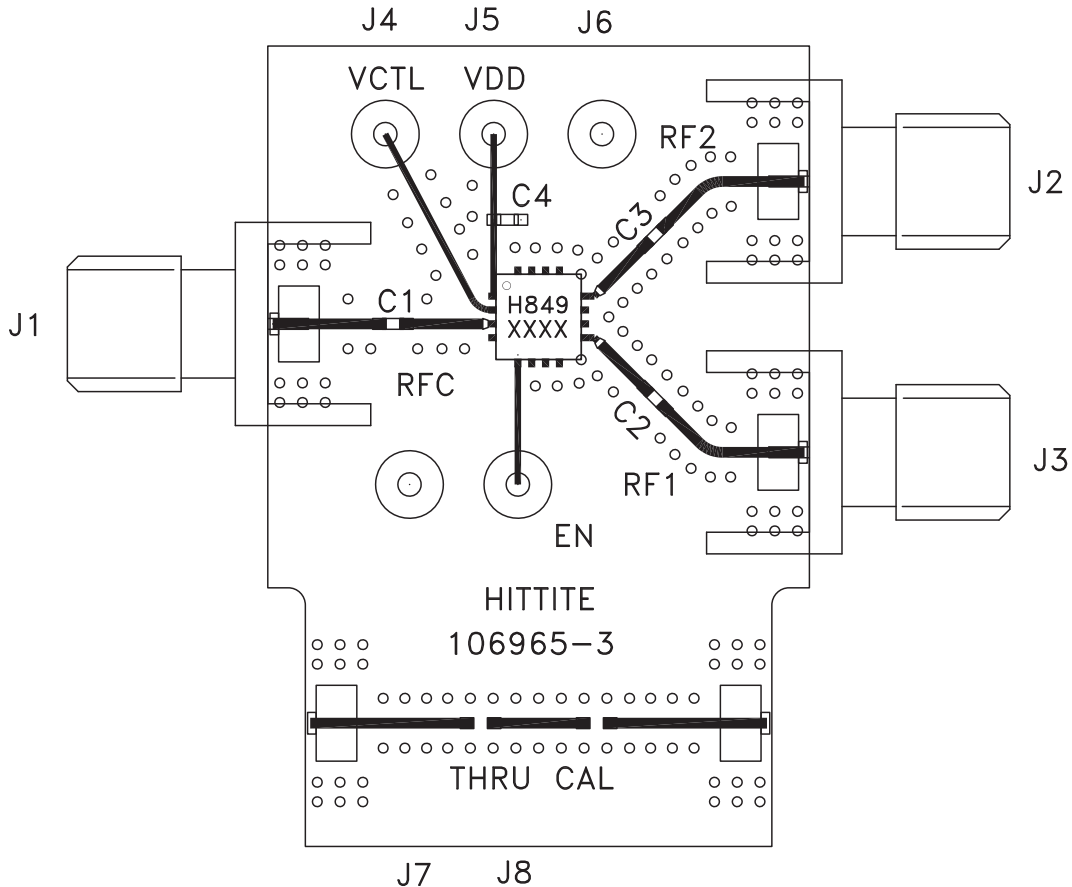 J4 J5 J6
VCTL VDD
RF2
J2
C4
C3
C1
H849
XXXX
J1
RFC
C2
RF1
J3
EN
HITTITE
106965-3
THRU CAL
J7 J8